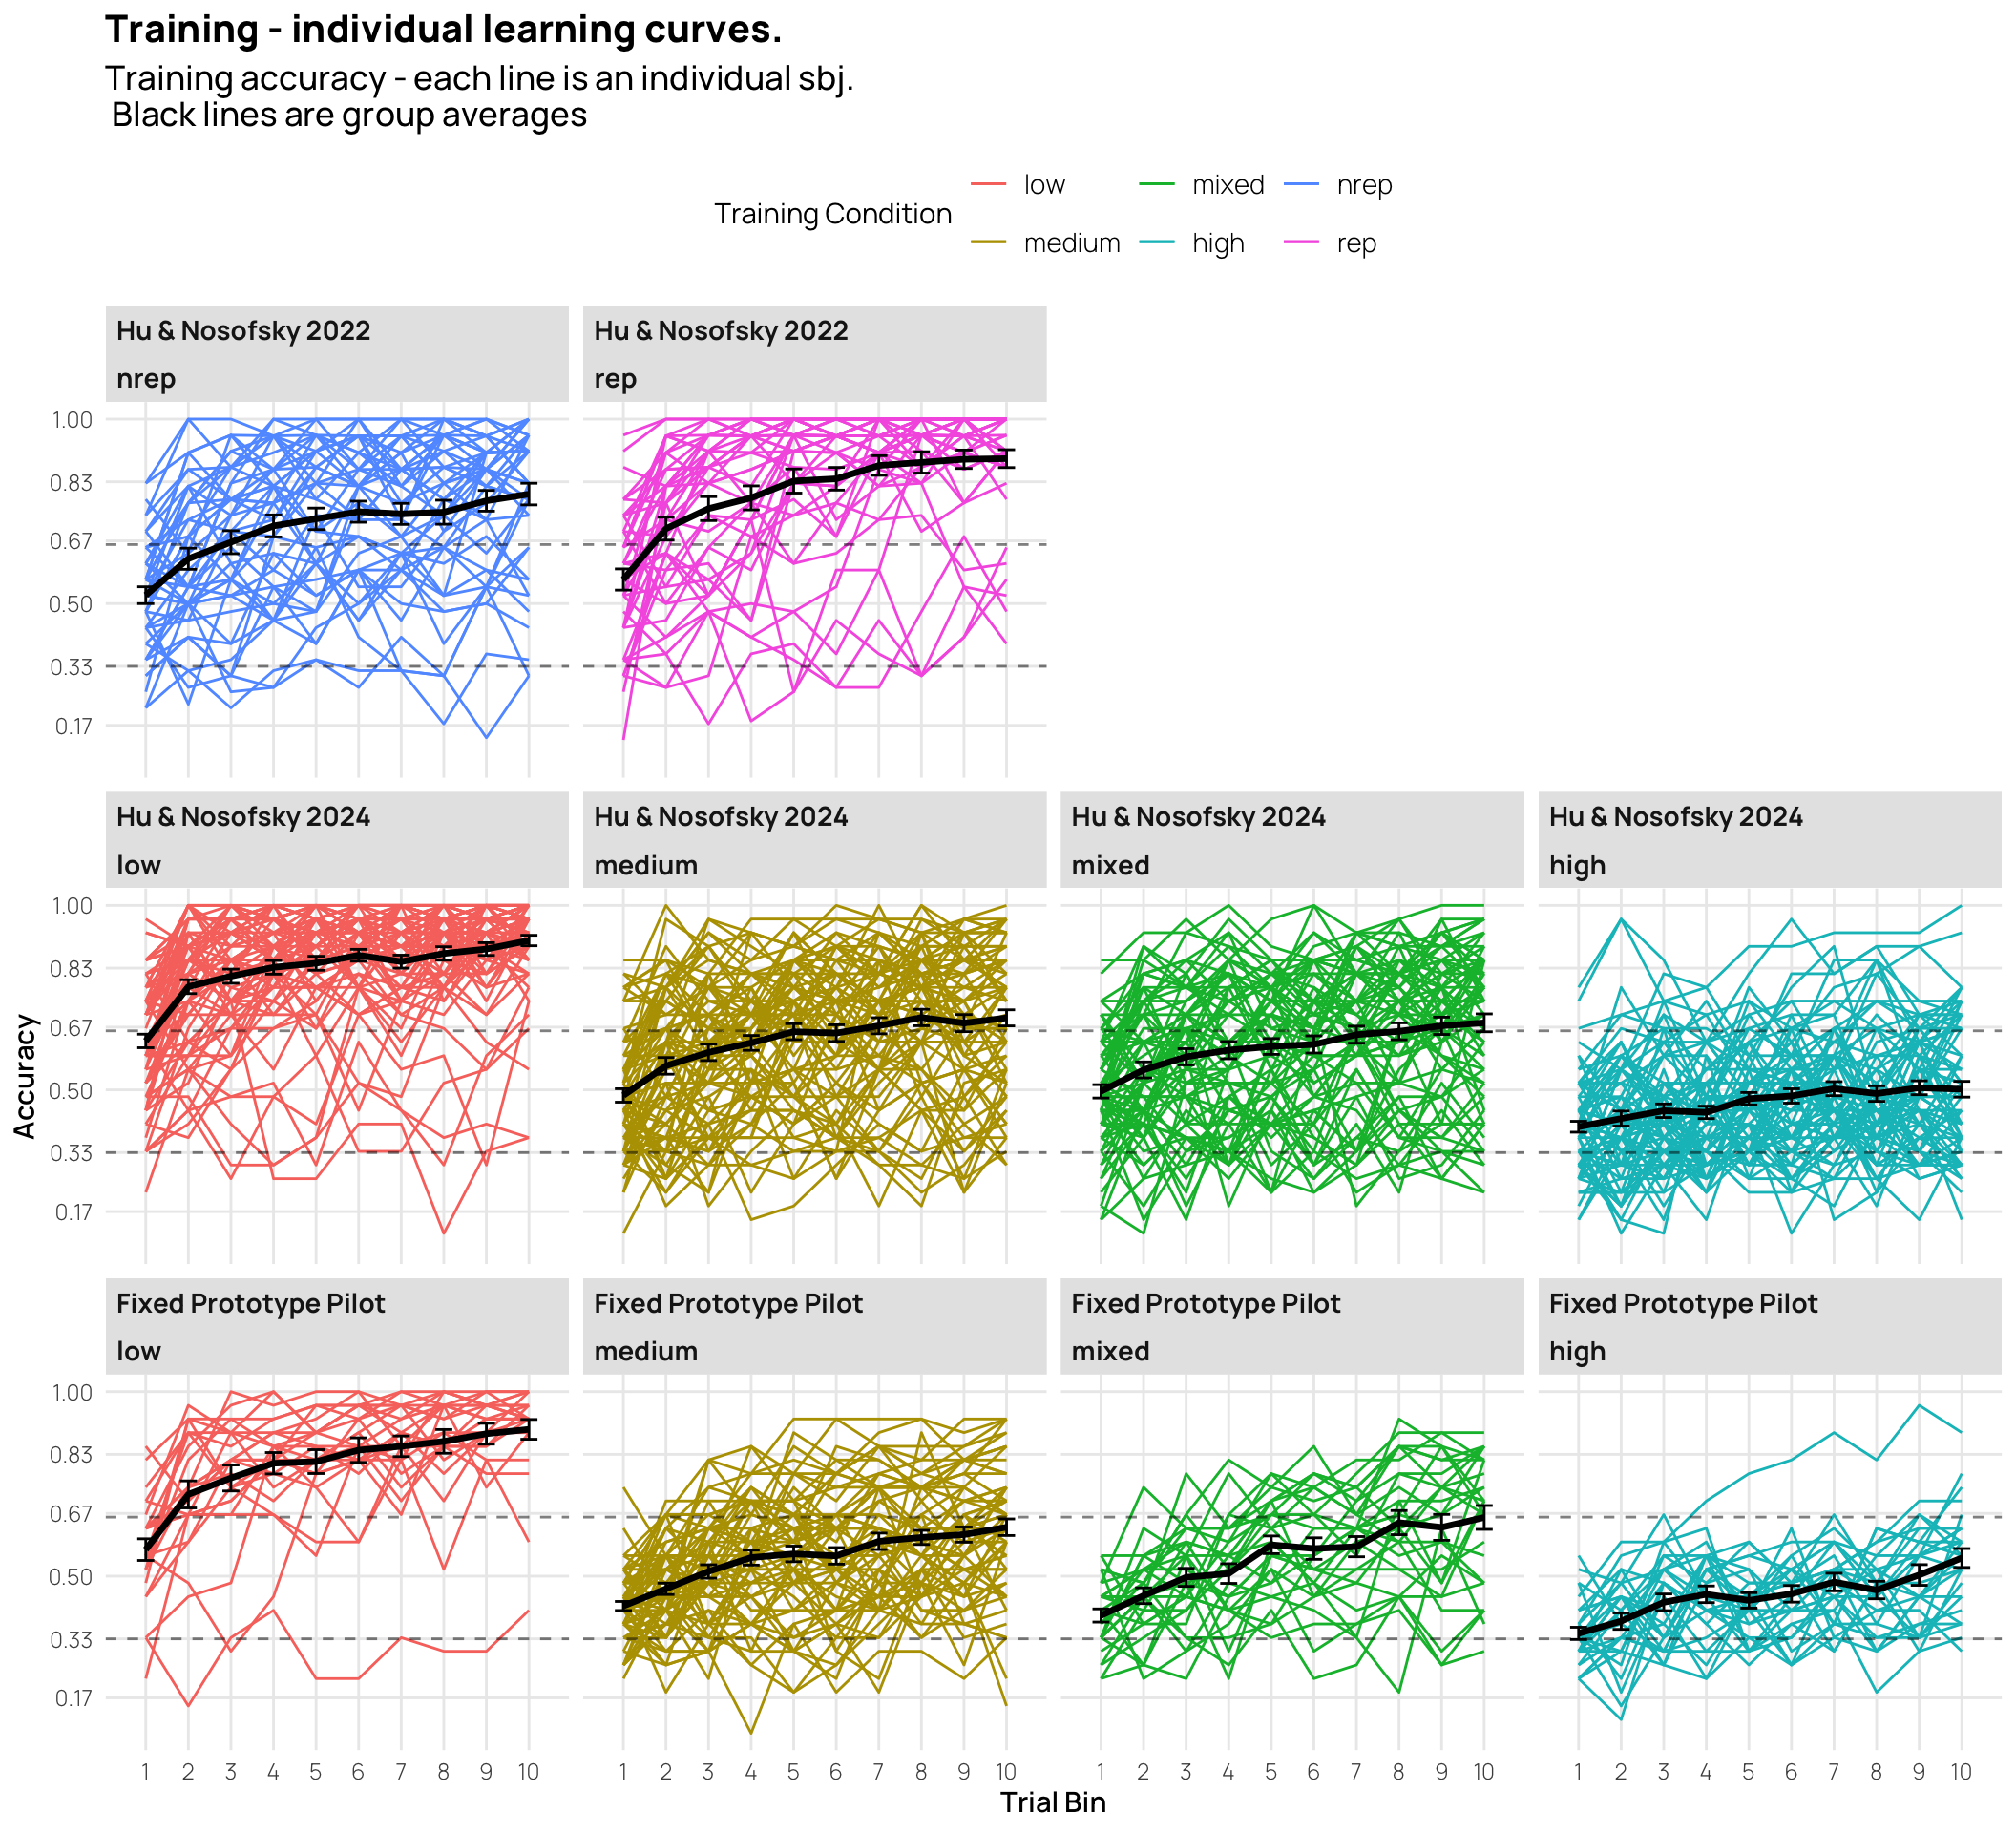 Training - individual learning curves.
Training accuracy - each line is an individual sbj.
Black lines are group averages
Training Condition
low
mixed
nrep
medium
high
rep
Hu & Nosofsky 2022
nrep
Hu & Nosofsky 2022
rep
1.00
0.83
0.67
0.50
0.33
0.17
Hu & Nosofsky 2024
low
Hu & Nosofsky 2024
medium
Hu & Nosofsky 2024
mixed
Hu & Nosofsky 2024
high
1.00
0.83
0.67
0.50
0.33
0.17
Accuracy
Fixed Prototype Pilot
low
Fixed Prototype Pilot
medium
Fixed Prototype Pilot
mixed
Fixed Prototype Pilot
high
1.00
0.83
0.67
0.50
0.33
0.17
1 2 3 4 5 6 7 8 9 10
1 2 3 4 5 6 7 8 9 10
1 2 3 4 5 6 7 8 9 10
1 2 3 4 5 6 7 8 9 10
Trial Bin